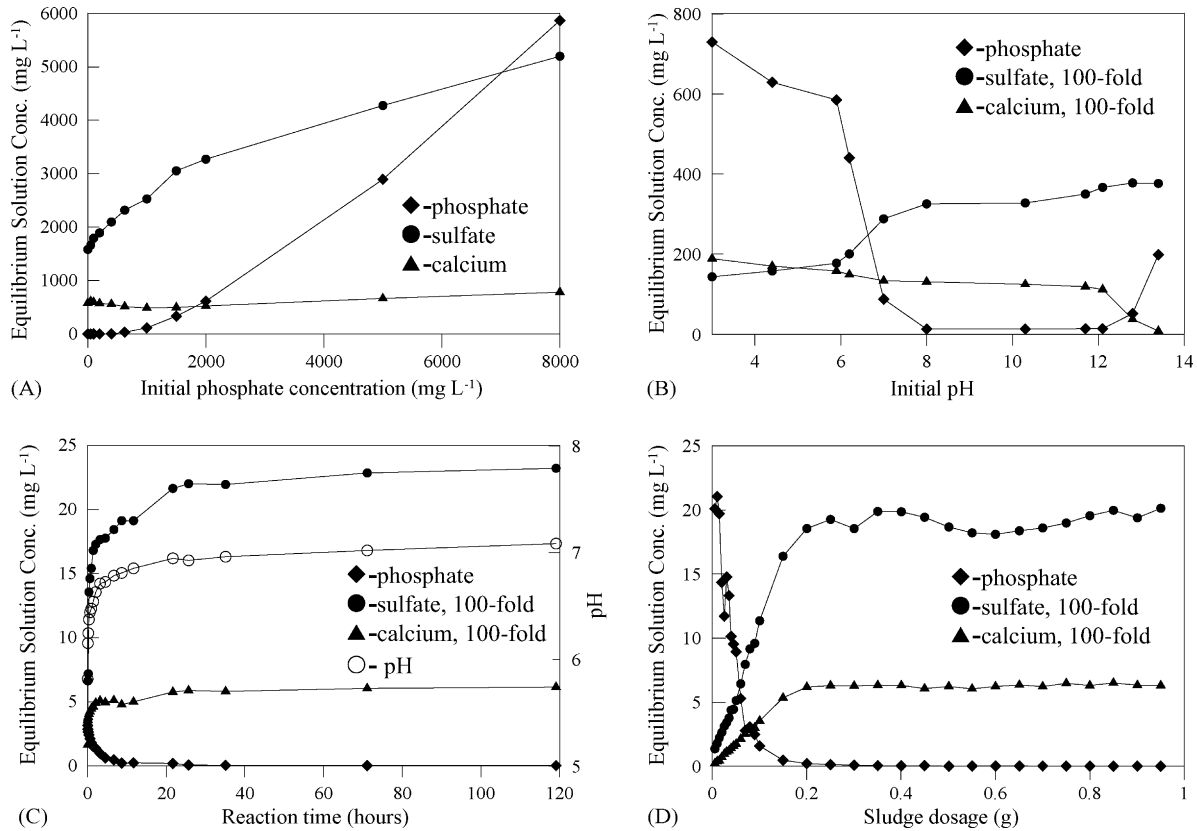 6000
5000
4000
3000
2000
1000
0
0
2000
4000
6000
8000
Equilibrium Solution Conc. (mg L⁻¹)
-phosphate
-sulfate
-calcium
(A)
Initial phosphate concentration (mg L⁻¹)
800
600
400
200
0
4
6
8
10
12
14
Equilibrium Solution Conc. (mg L⁻¹)
-phosphate
-sulfate, 100-fold
-calcium, 100-fold
(B)
Initial pH
25
20
15
10
5
0
0
20
40
60
80
100
120
8
7
6
5
Equilibrium Solution Conc. (mg L⁻¹)
pH
-phosphate
-sulfate, 100-fold
-calcium, 100-fold
- pH
(C)
Reaction time (hours)
25
20
15
10
5
0
0
0.2
0.4
0.6
0.8
1
Equilibrium Solution Conc. (mg L⁻¹)
-phosphate
-sulfate, 100-fold
-calcium, 100-fold
(D)
Sludge dosage (g)